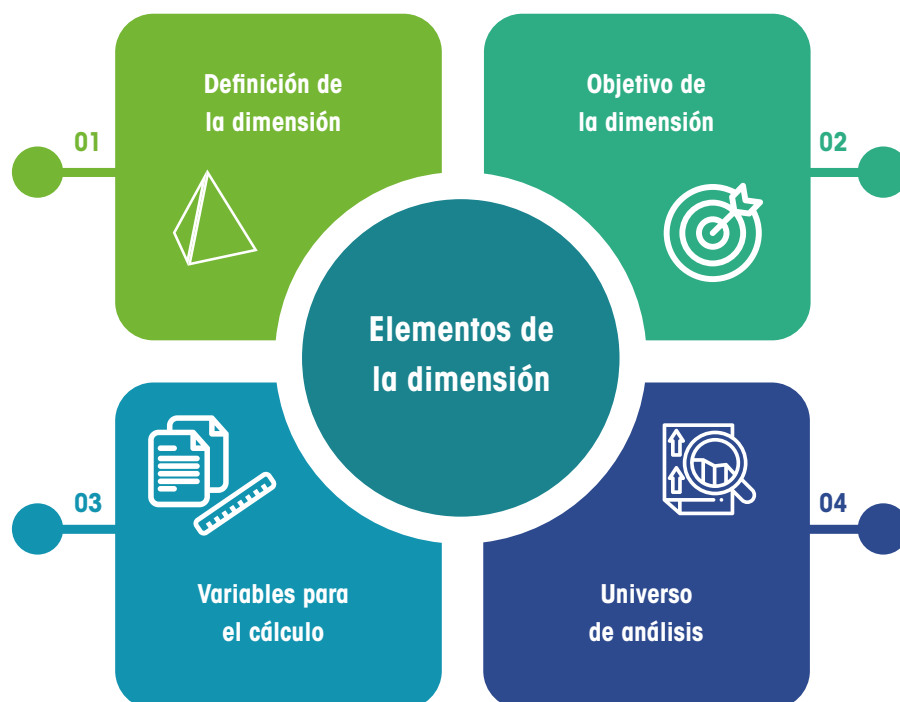 01
Definición de
la dimensión
Objetivo de
la dimensión
02
Elementos de
la dimensión
03
Variables para
el cálculo
Universo
de análisis
04